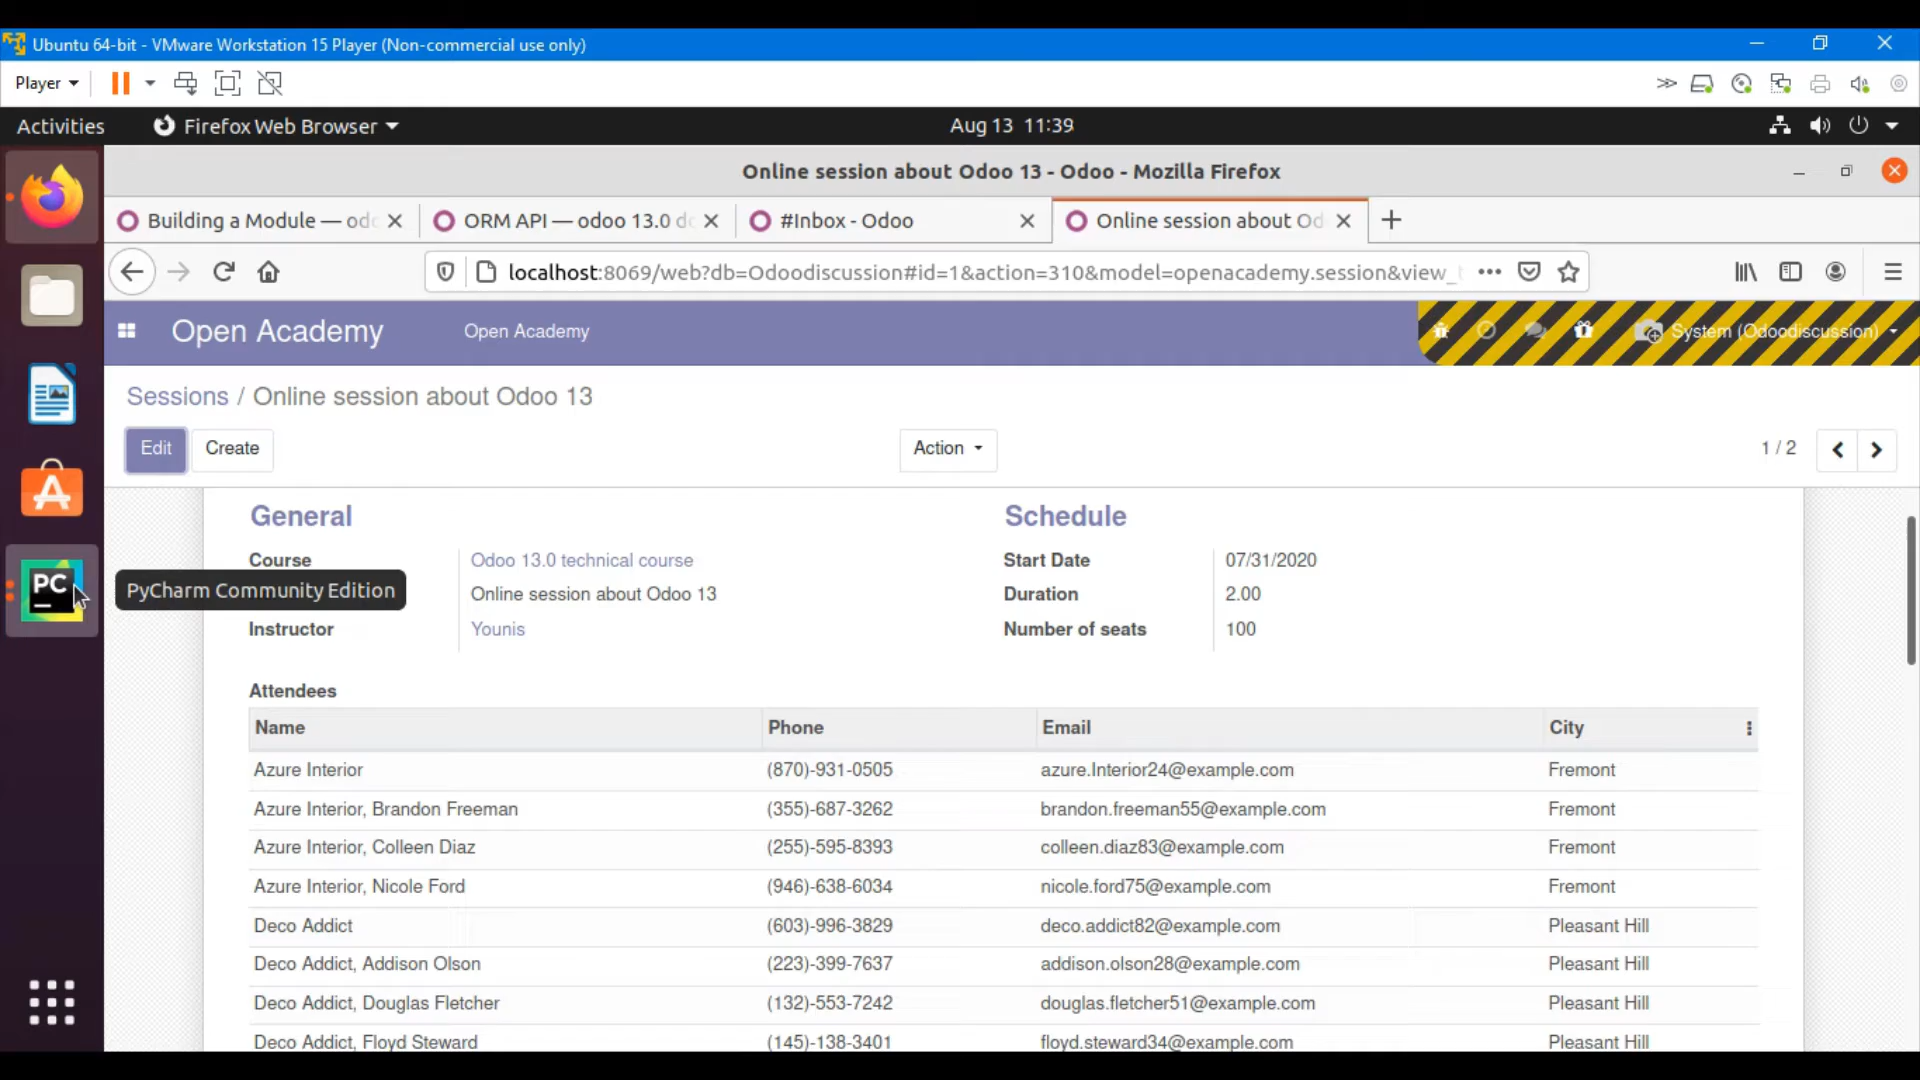 Ubuntu 64-bit - VMware Workstation 15 Player (Non-commercial use only)
Player
Activities Firefox Web Browser Aug 13 11:39
Online session about Odoo 13 - Odoo - Mozilla Firefox
Building a Module — odo ORM API — odoo 13.0 do #Inbox - Odoo Online session about Od
localhost:8069/web?db=Odoodiscussion#id=1&action=310&model=openacademy.session&view_t
Open Academy Open Academy System (Odoodiscussion)
Sessions / Online session about Odoo 13
Edit Create Action 1 / 2
General Schedule
Course Odoo 13.0 technical course Start Date 07/31/2020
PC PyCharm Community Edition Online session about Odoo 13 Duration 2.00
Instructor Younis Number of seats 100
Attendees
Name Phone Email City
Azure Interior (870)-931-0505 azure.Interior24@example.com Fremont
Azure Interior, Brandon Freeman (355)-687-3262 brandon.freeman55@example.com Fremont
Azure Interior, Colleen Diaz (255)-595-8393 colleen.diaz83@example.com Fremont
Azure Interior, Nicole Ford (946)-638-6034 nicole.ford75@example.com Fremont
Deco Addict (603)-996-3829 deco.addict82@example.com Pleasant Hill
Deco Addict, Addison Olson (223)-399-7637 addison.olson28@example.com Pleasant Hill
Deco Addict, Douglas Fletcher (132)-553-7242 douglas.fletcher51@example.com Pleasant Hill
Deco Addict, Floyd Steward (145)-138-3401 floyd.steward34@example.com Pleasant Hill